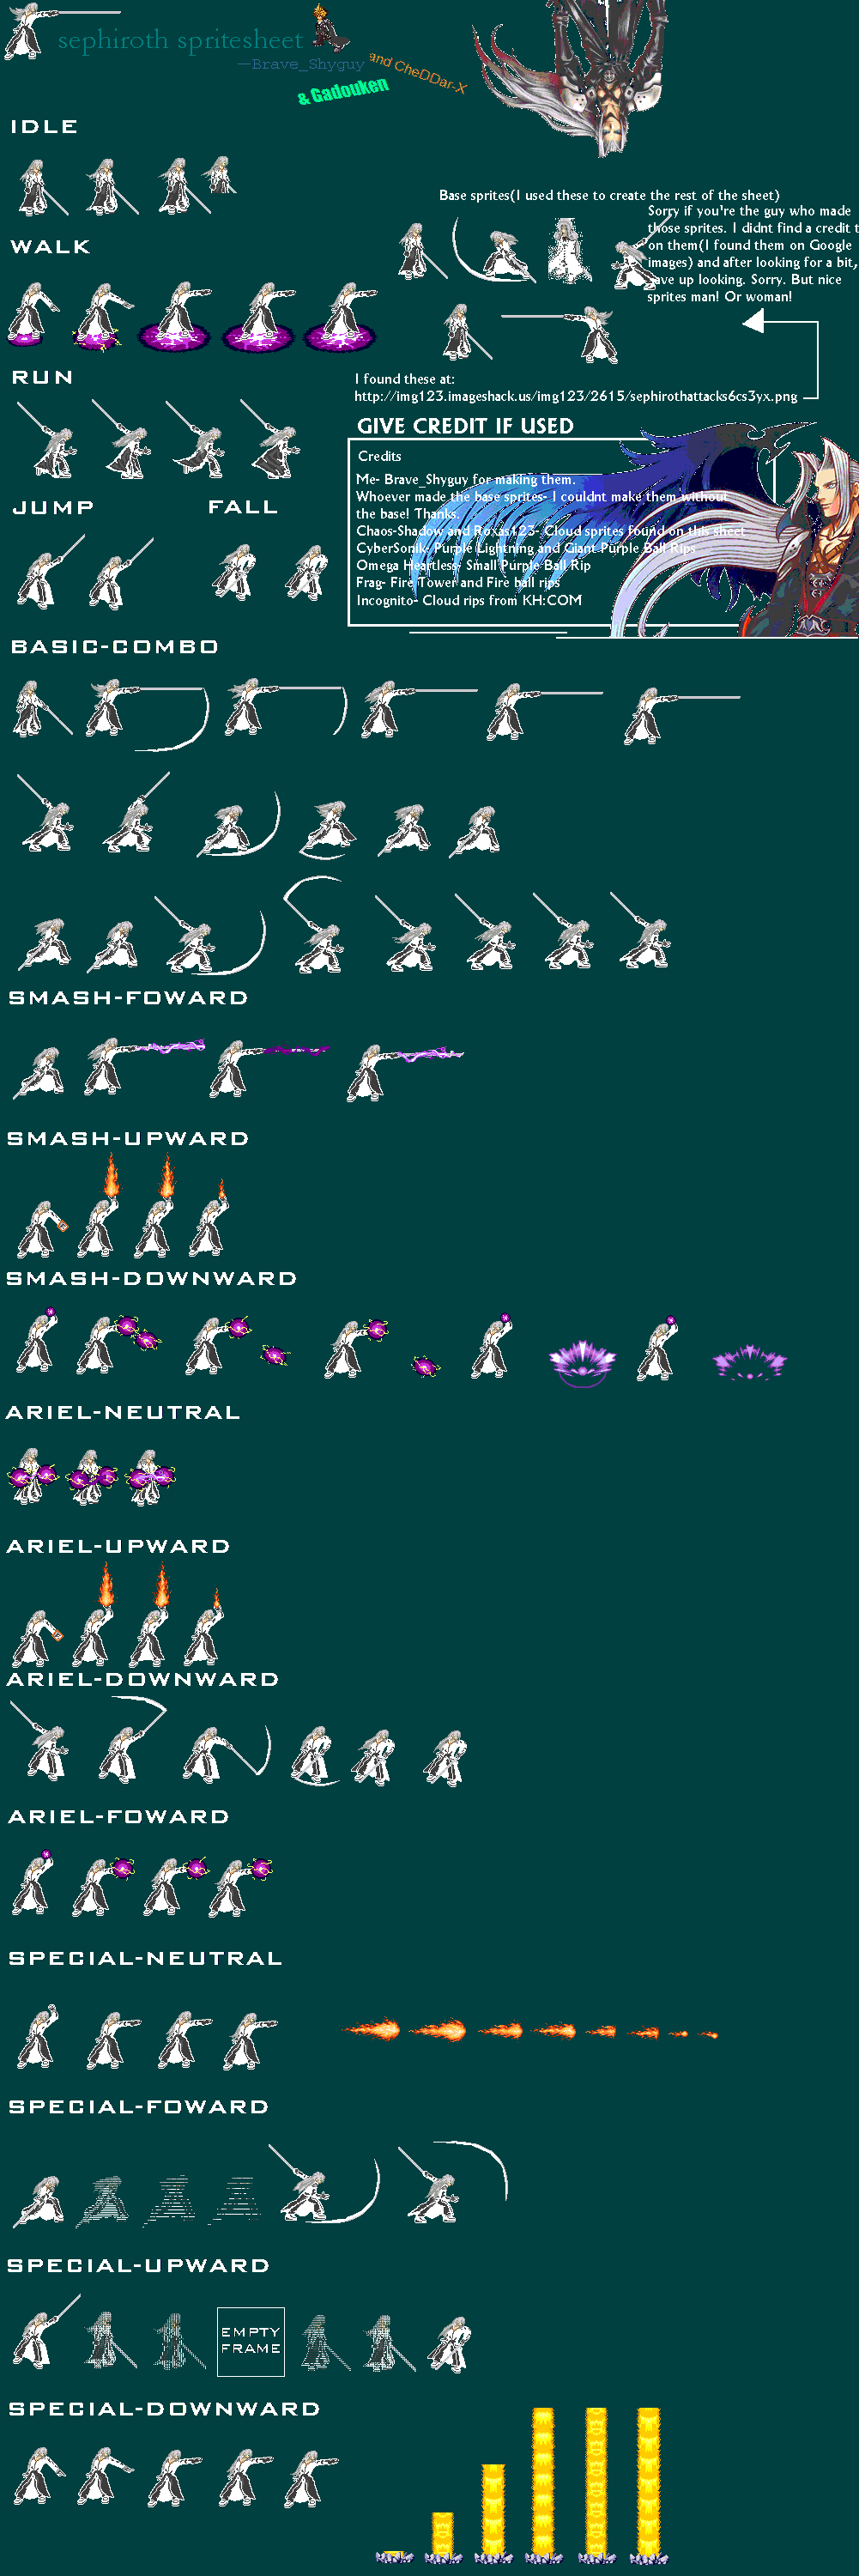 sephiroth spritesheet
—Brave_Shyguy
and CheDDar-X
& Gadouken
IDLE
Base sprites(I used these to create the rest of the sheet)
Sorry if you're the guy who made
those sprites. I didnt find a credit t
on them(I found them on Google
images) and after looking for a bit,
ave up looking. Sorry. But nice
sprites man! Or woman!
WALK
RUN
I found these at:
http://img123.imageshack.us/img123/2615/sephirothattacks6cs3yx.png
GIVE CREDIT IF USED
Credits
Me- Brave_Shyguy for making them.
Whoever made the base sprites- I couldnt make them without
the base! Thanks.
Chaos-Shadow and Roxas123- Cloud sprites found on this sheet
CyberSonik- Purple Lightning and Giant Purple Ball Rips
Omega Heartless- Small Purple Ball Rip
Frag- Fire Tower and Fire ball rips
Incognito- Cloud rips from KH:COM
JUMP
FALL
BASIC-COMBO
SMASH-FOWARD
SMASH-UPWARD
SMASH-DOWNWARD
ARIEL-NEUTRAL
ARIEL-UPWARD
ARIEL-DOWNWARD
ARIEL-FOWARD
SPECIAL-NEUTRAL
SPECIAL-FOWARD
SPECIAL-UPWARD
EMPTY
FRAME
SPECIAL-DOWNWARD